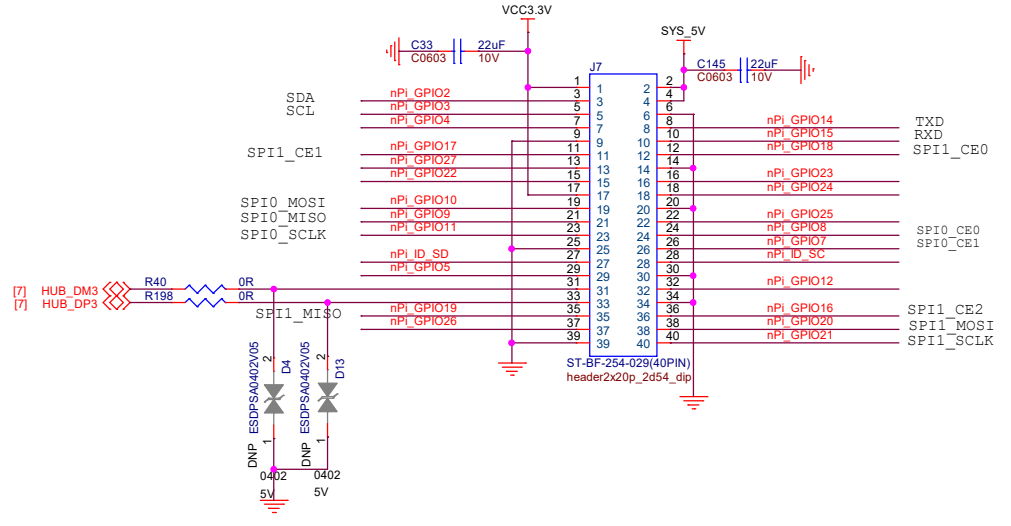 VCC3.3V
C33 22uF
C0603 10V
SYS_5V
C145 22uF
C0603 10V
J7
1 1 2 2
SDA nPi_GPIO2 3 3 4 4
SCL nPi_GPIO3 5 5 6 6
nPi_GPIO4 7 7 8 8 nPi_GPIO14 TXD
9 9 10 10 nPi_GPIO15 RXD
SPI1_CE1 nPi_GPIO17 11 11 12 12 nPi_GPIO18 SPI1_CE0
nPi_GPIO27 13 13 14 14
nPi_GPIO22 15 15 16 16 nPi_GPIO23
17 17 18 18 nPi_GPIO24
SPI0_MOSI nPi_GPIO10 19 19 20 20
SPI0_MISO nPi_GPIO9 21 21 22 22 nPi_GPIO25
SPI0_SCLK nPi_GPIO11 23 23 24 24 nPi_GPIO8 SPI0_CE0
25 25 26 26 nPi_GPIO7 SPI0_CE1
nPi_ID_SD 27 27 28 28 nPi_ID_SC
nPi_GPIO5 29 29 30 30
[7] HUB_DM3 R40 0R 31 31 32 32 nPi_GPIO12
[7] HUB_DP3 R198 0R 33 33 34 34
SPI1_MISO nPi_GPIO19 35 35 36 36 nPi_GPIO16 SPI1_CE2
nPi_GPIO26 37 37 38 38 nPi_GPIO20 SPI1_MOSI
39 39 40 40 nPi_GPIO21 SPI1_SCLK
ST-BF-254-029(40PIN)
header2x20p_2d54_dip
2 D4
ESDPSA0402V05
1
DNP
0402
5V
2 D13
ESDPSA0402V05
1
DNP
0402
5V